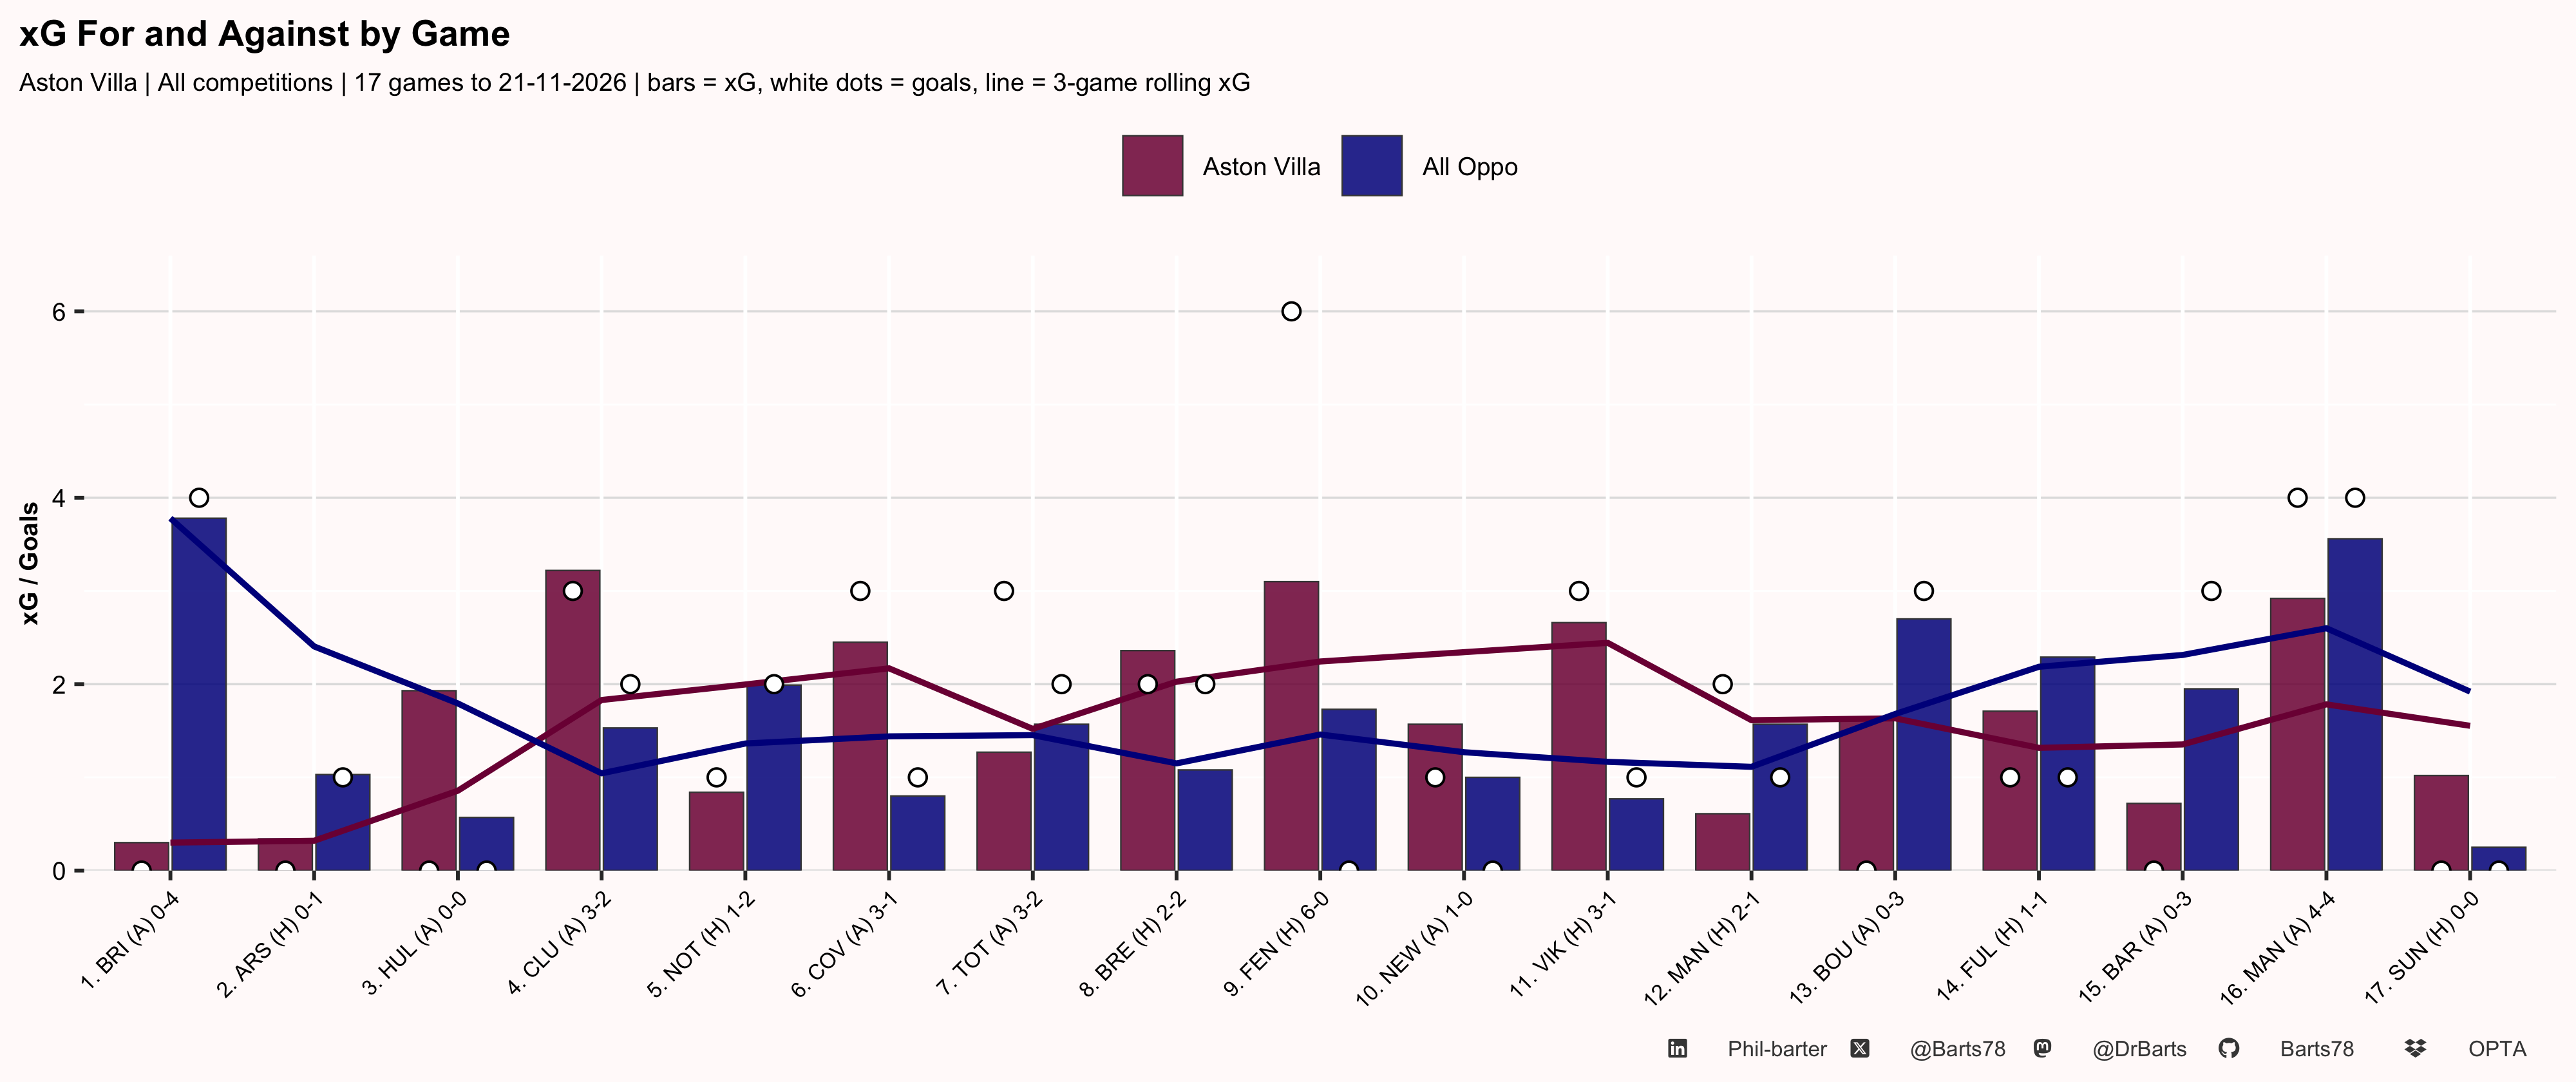 xG For and Against by Game
Aston Villa | All competitions | 17 games to 21-11-2026 | bars = xG, white dots = goals, line = 3-game rolling xG
Aston Villa
All Oppo
xG / Goals
6
4
2
0
1. BRI (A) 0-4
2. ARS (H) 0-1
3. HUL (A) 0-0
4. CLU (A) 3-2
5. NOT (H) 1-2
6. COV (A) 3-1
7. TOT (A) 3-2
8. BRE (H) 2-2
9. FEN (H) 6-0
10. NEW (A) 1-0
11. VIK (H) 3-1
12. MAN (H) 2-1
13. BOU (A) 0-3
14. FUL (H) 1-1
15. BAR (A) 0-3
16. MAN (A) 4-4
17. SUN (H) 0-0
Phil-barter @Barts78 @DrBarts Barts78 OPTA